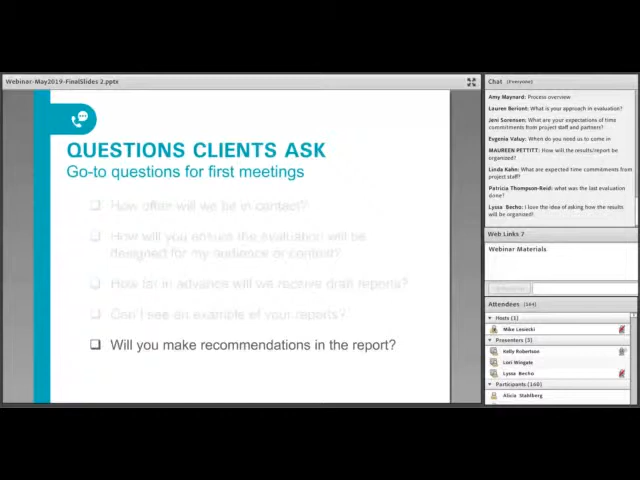 Webinar-May2019-FinalSlides 2.pptx
QUESTIONS CLIENTS ASK
Go-to questions for first meetings
How often will we be in contact?
How will you ensure the evaluation will be
designed for my audience or context?
How far in advance will we receive draft reports?
Can I see an example of your reports?
Will you make recommendations in the report?
Chat (Everyone)
Amy Maynard: Process overview
Lauren Beriont: What is your approach in evaluation?
Jeni Sorensen: What are your expectations of time
commitments from project staff and partners?
Evgenia Valuy: When do you need us to come in
MAUREEN PETTITT: How will the results/report be
organised?
Linda Kahn: What are expected time commitments from
project staff?
Patricia Thompson-Reid: what was the last evaluation
done?
Lyssa Becho: I love the idea of asking how the results
will be organised!
Web Links 7
Webinar Materials
Attendees (164)
Hosts (1)
Mike Lesiecki
Presenters (3)
Kelly Robertson
Lori Wingate
Lyssa Becho
Participants (160)
Alicia Stahlberg